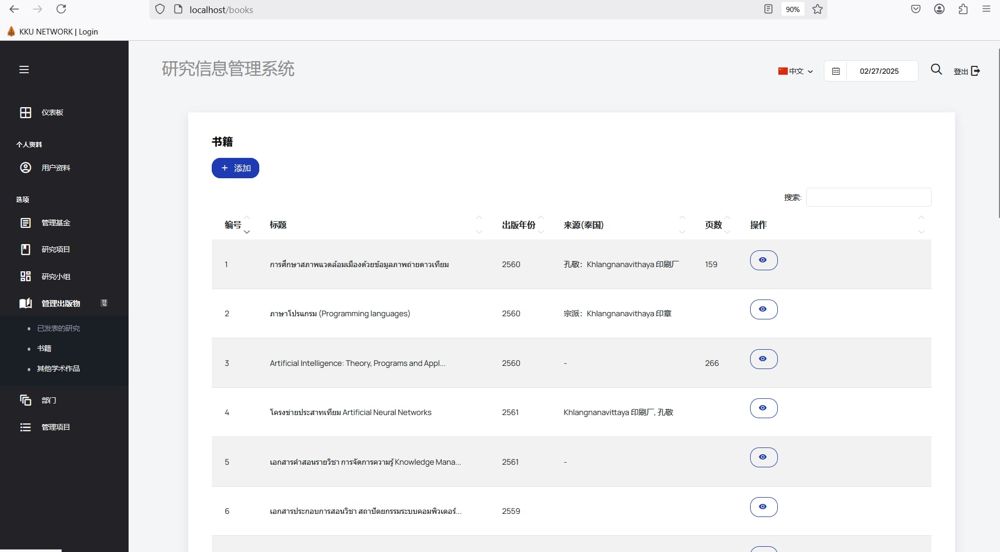 localhost/books
90%
KKU NETWORK | Login
研究信息管理系统
中文
02/27/2025
登出
仪表板
个人资料
用户资料
选项
管理基金
研究项目
研究小组
管理出版物
已发表的研究
书籍
其他学术作品
部门
管理项目
书籍
+ 添加
搜索:
编号 标题 出版年份 来源(泰国) 页数 操作
1 การศึกษาสภาพแวดล้อมเมืองด้วยข้อมูลภาพถ่ายดาวเทียม 2560 孔敬：Khlangnanavithaya 印刷厂 159
2 ภาษาโปรแกรม (Programming languages) 2560 宗派：Khlangnanavithaya 印章
3 Artificial Intelligence: Theory, Programs and Appl... 2560 - 266
4 โครงข่ายประสาทเทียม Artificial Neural Networks 2561 Khlangnanavittaya 印刷厂, 孔敬
5 เอกสารคำสอนรายวิชา การจัดการความรู้ Knowledge Mana... 2561 -
6 เอกสารประกอบการสอนวิชา สถาปัตยกรรมระบบคอมพิวเตอร์... 2559